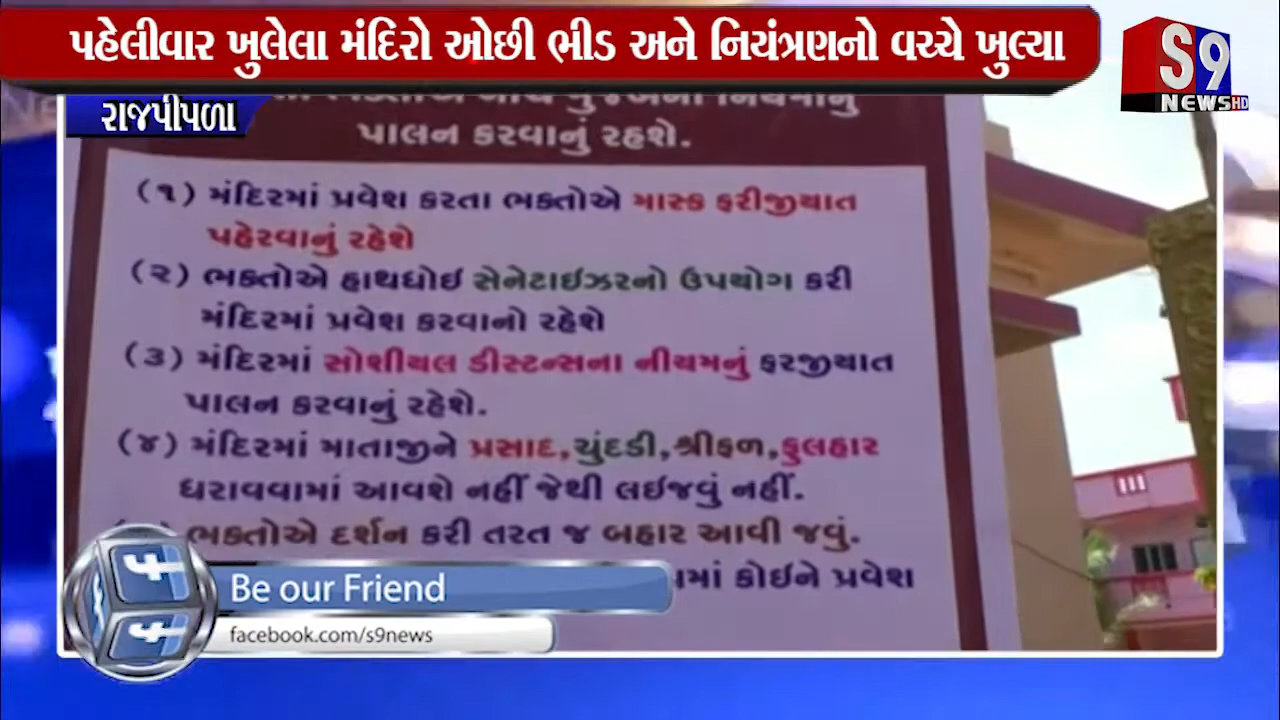 પહેલીવાર ખુલેલા મંદિરો ઓછી ભીડ અને નિયંત્રણનો વચ્ચે ખુલ્યા
S9
NEWS HD
રાજપીપળા
પાલન કરવાનું રહશે.
(૧) મંદિરમાં પ્રવેશ કરતા ભક્તોએ માસ્ક ફરીજીયાત
પહેરવાનું રહેશે
(૨) ભક્તોએ હાથધોઇ સેનેટાઇઝરનો ઉપયોગ કરી
મંદિરમાં પ્રવેશ કરવાનો રહેશે
(૩) મંદિરમાં સોશીયલ ડીસ્ટન્સના નીયમનું ફરજીયાત
પાલન કરવાનું રહેશે.
(૪) મંદિરમાં માતાજીને પ્રસાદ,ચુંદડી,શ્રીફળ,ફુલહાર
ધરાવવામાં આવશે નહીં જેથી લઇજવું નહીં.
ભક્તોએ દર્શન કરી તરત જ બહાર આવી જવું.
કોઇને પ્રવેશ
Be our Friend
facebook.com/s9news